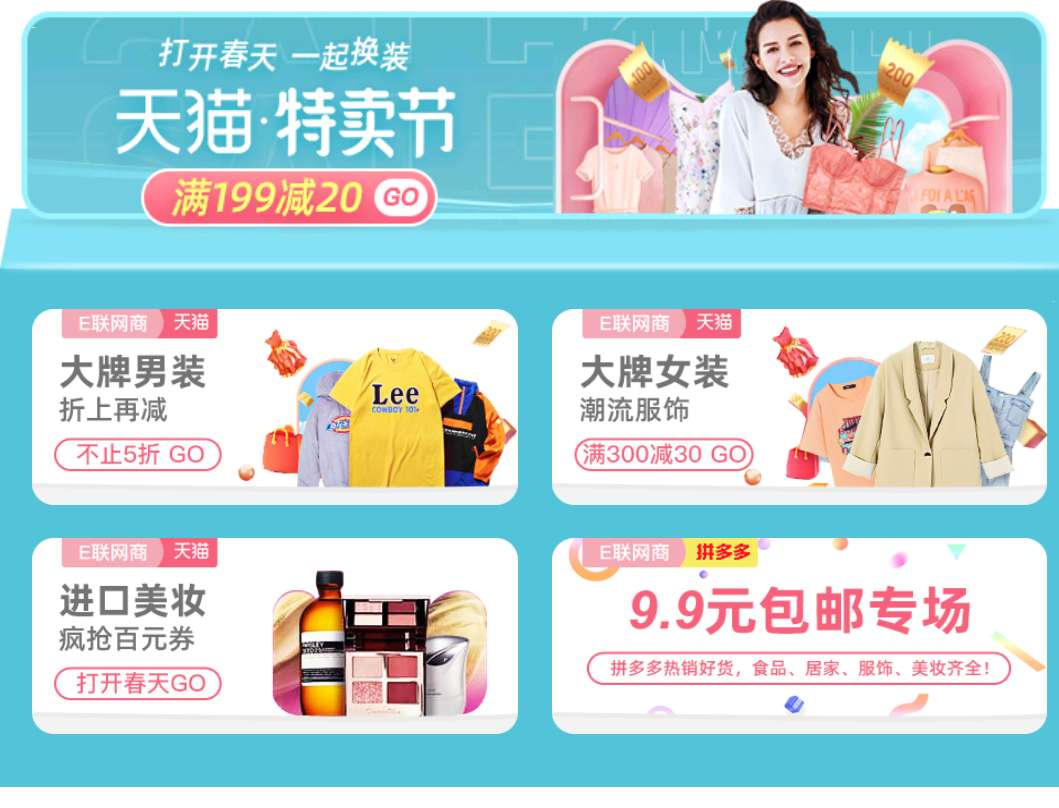 打开春天 一起换装
天猫·特卖节
满199减20 GO
100
200
E联网商 天猫
大牌男装
折上再减
不止5折 GO
Lee
COWBOY 101+
E联网商 天猫
大牌女装
潮流服饰
满300减30 GO
E联网商 天猫
进口美妆
疯抢百元券
打开春天GO
E联网商 拼多多
9.9元包邮专场
拼多多热销好货，食品、居家、服饰、美妆齐全！